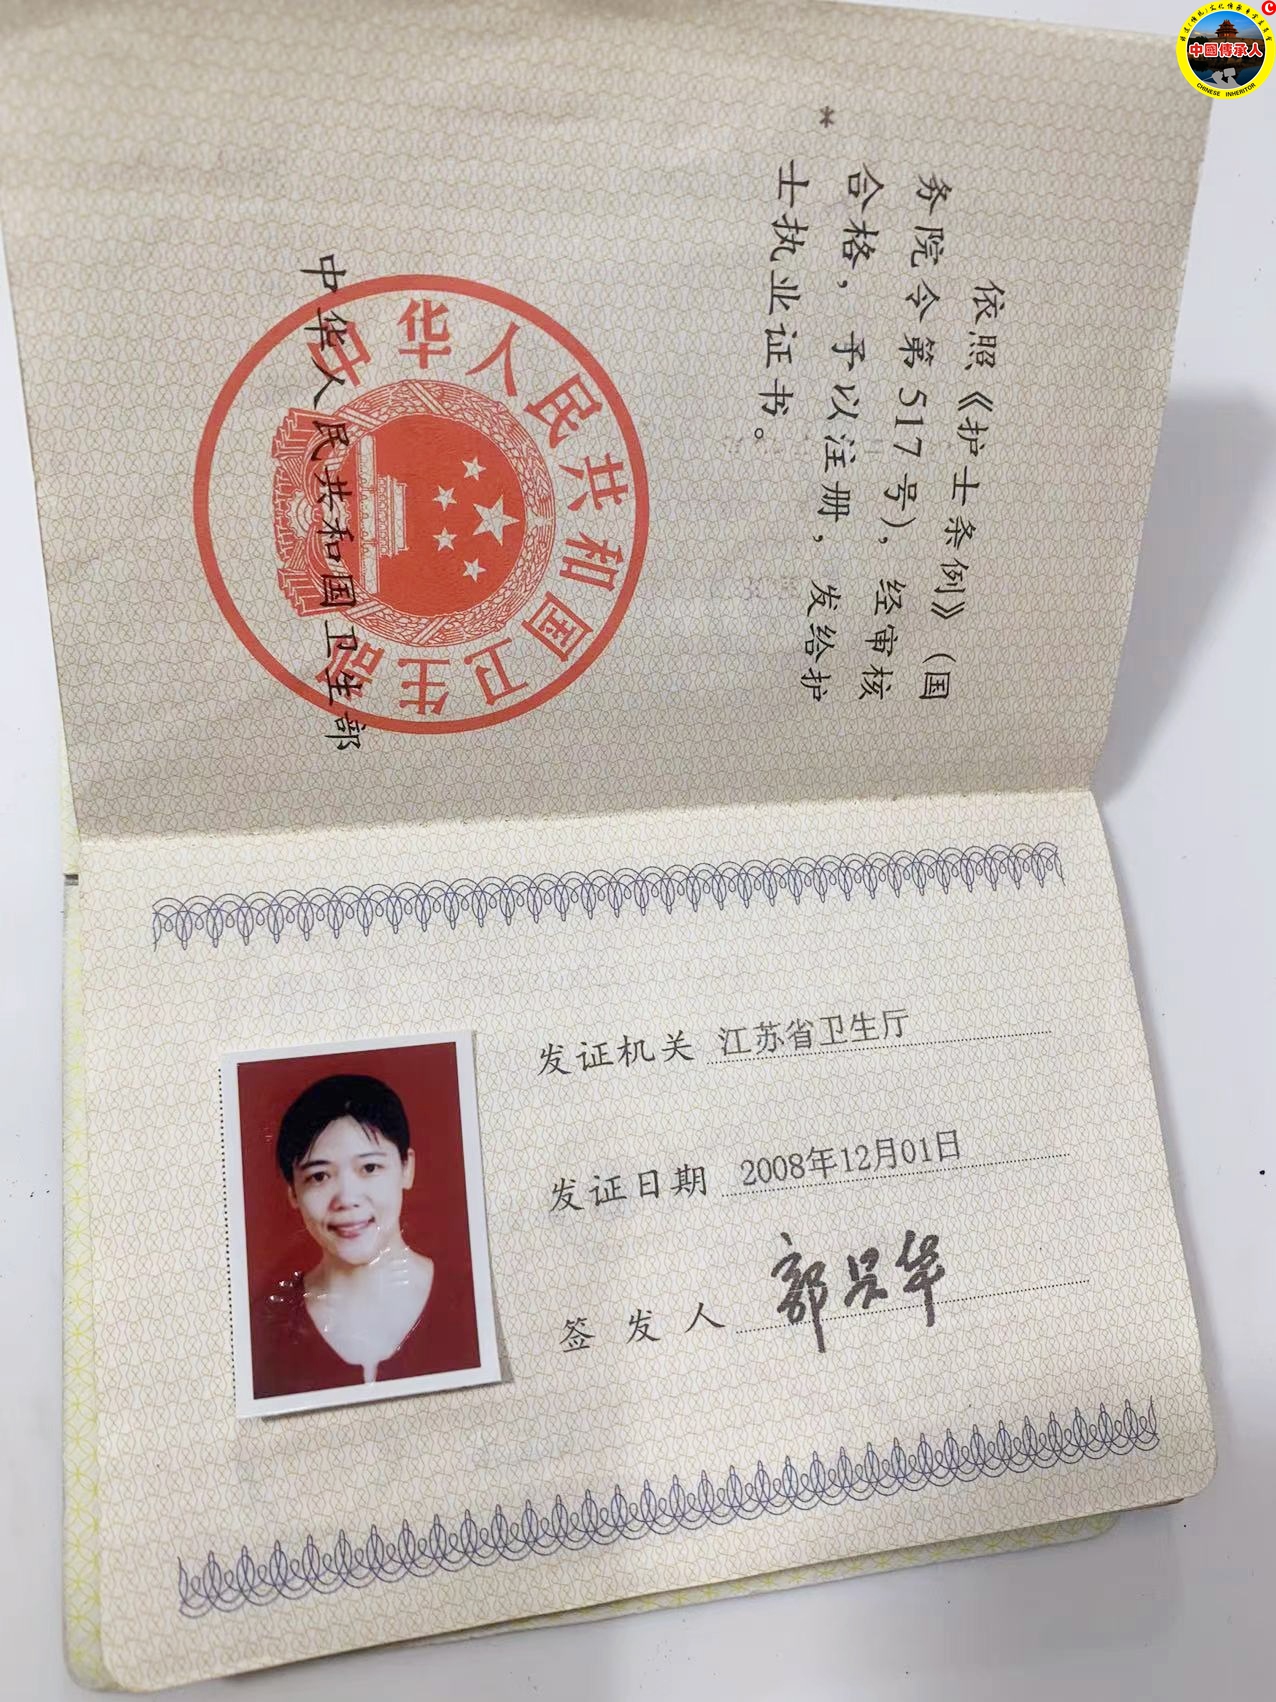 依照《护士条例》（国
务院令第517号），经审核
合格，予以注册，发给护
士执业证书。
*
中华人民共和国卫生部
中华人民共和国卫生部
发证机关 江苏省卫生厅
发证日期 2008年12月01日
签发人
中國傳承人
CHINESE INHERITOR
C